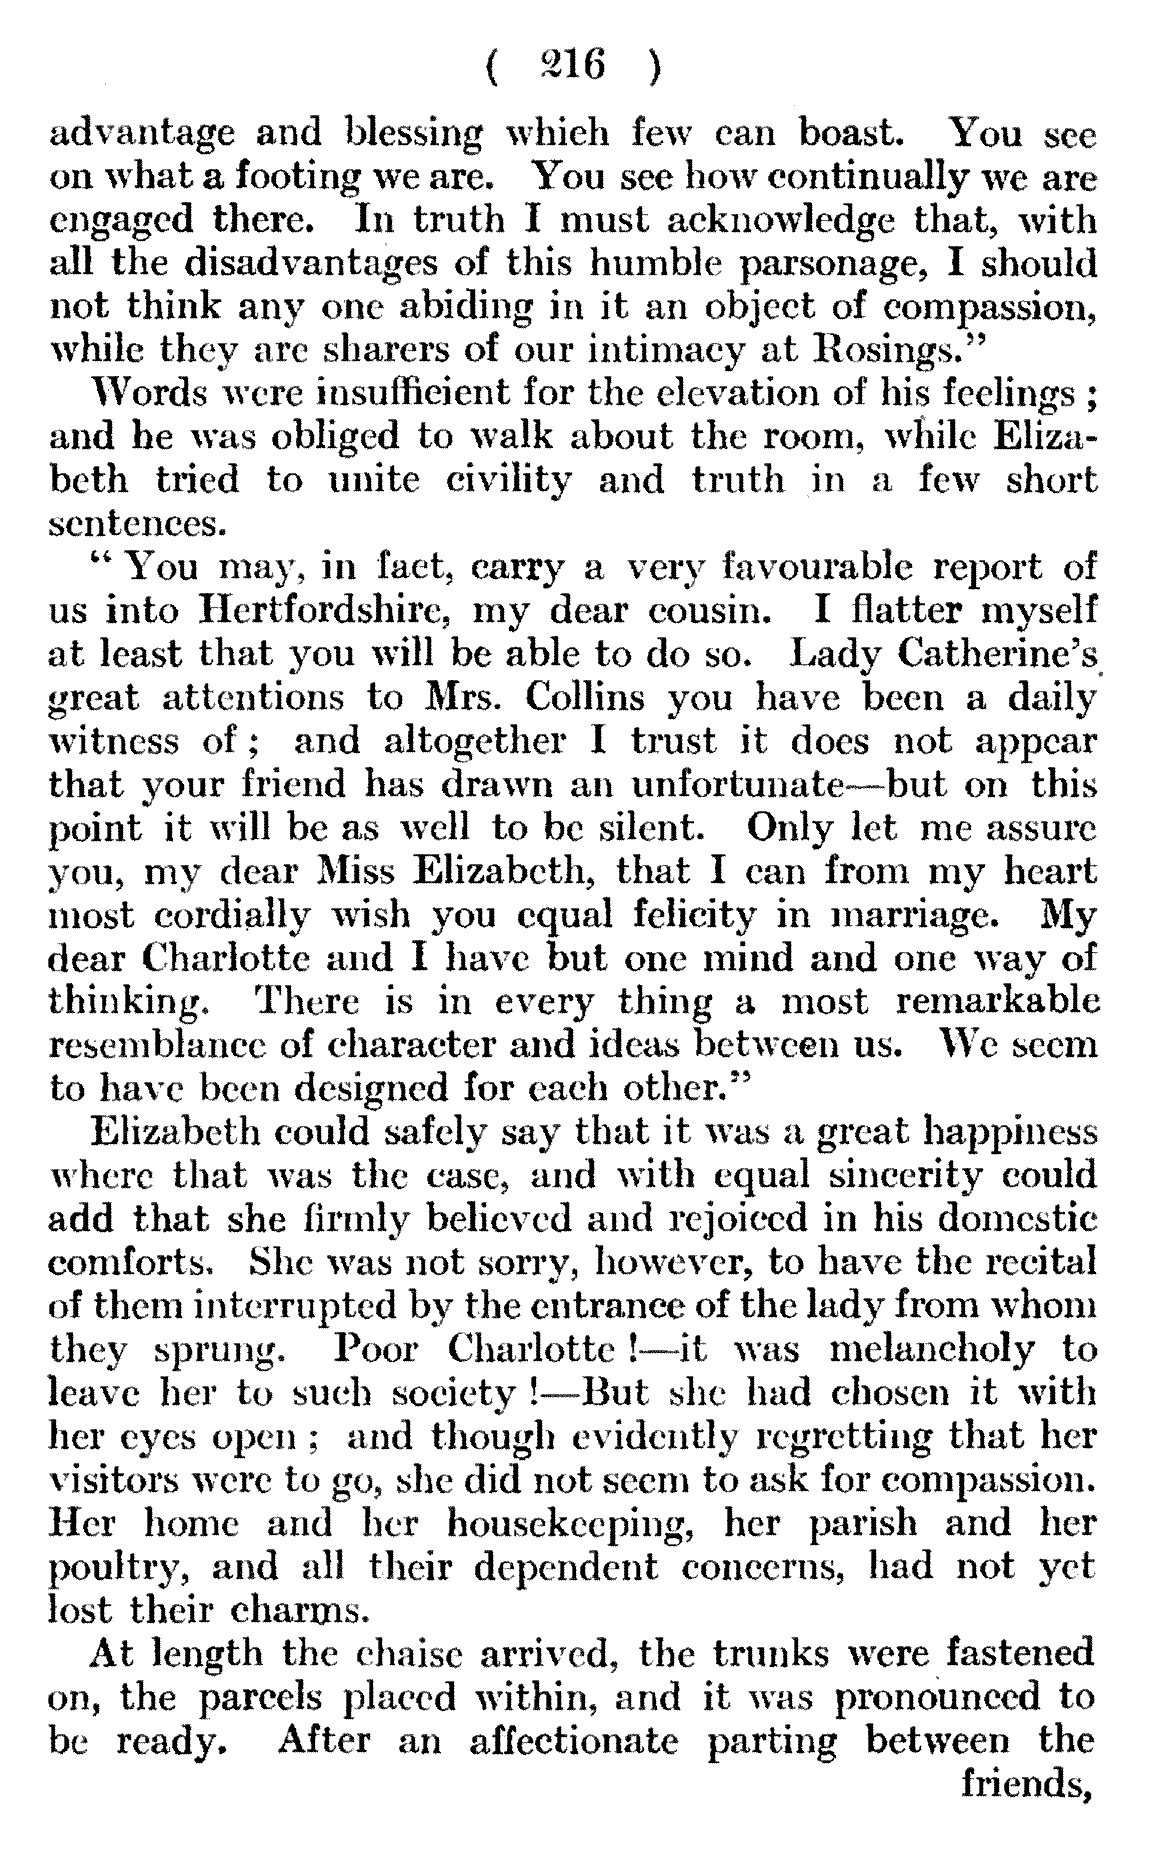 ( 216 )
advantage and blessing which few can boast. You see
on what a footing we are. You see how continually we are
engaged there. In truth I must acknowledge that, with
all the disadvantages of this humble parsonage, I should
not think any one abiding in it an object of compassion,
while they are sharers of our intimacy at Rosings.”
Words were insufficient for the elevation of his feelings ;
and he was obliged to walk about the room, while Eliza-
beth tried to unite civility and truth in a few short
sentences.
“ You may, in fact, carry a very favourable report of
us into Hertfordshire, my dear cousin. I flatter myself
at least that you will be able to do so. Lady Catherine’s
great attentions to Mrs. Collins you have been a daily
witness of ; and altogether I trust it does not appear
that your friend has drawn an unfortunate—but on this
point it will be as well to be silent. Only let me assure
you, my dear Miss Elizabeth, that I can from my heart
most cordially wish you equal felicity in marriage. My
dear Charlotte and I have but one mind and one way of
thinking. There is in every thing a most remarkable
resemblance of character and ideas between us. We seem
to have been designed for each other.”
Elizabeth could safely say that it was a great happiness
where that was the case, and with equal sincerity could
add that she firmly believed and rejoiced in his domestic
comforts. She was not sorry, however, to have the recital
of them interrupted by the entrance of the lady from whom
they sprung. Poor Charlotte !—it was melancholy to
leave her to such society !—But she had chosen it with
her eyes open ; and though evidently regretting that her
visitors were to go, she did not seem to ask for compassion.
Her home and her housekeeping, her parish and her
poultry, and all their dependent concerns, had not yet
lost their charms.
At length the chaise arrived, the trunks were fastened
on, the parcels placed within, and it was pronounced to
be ready. After an affectionate parting between the
friends,